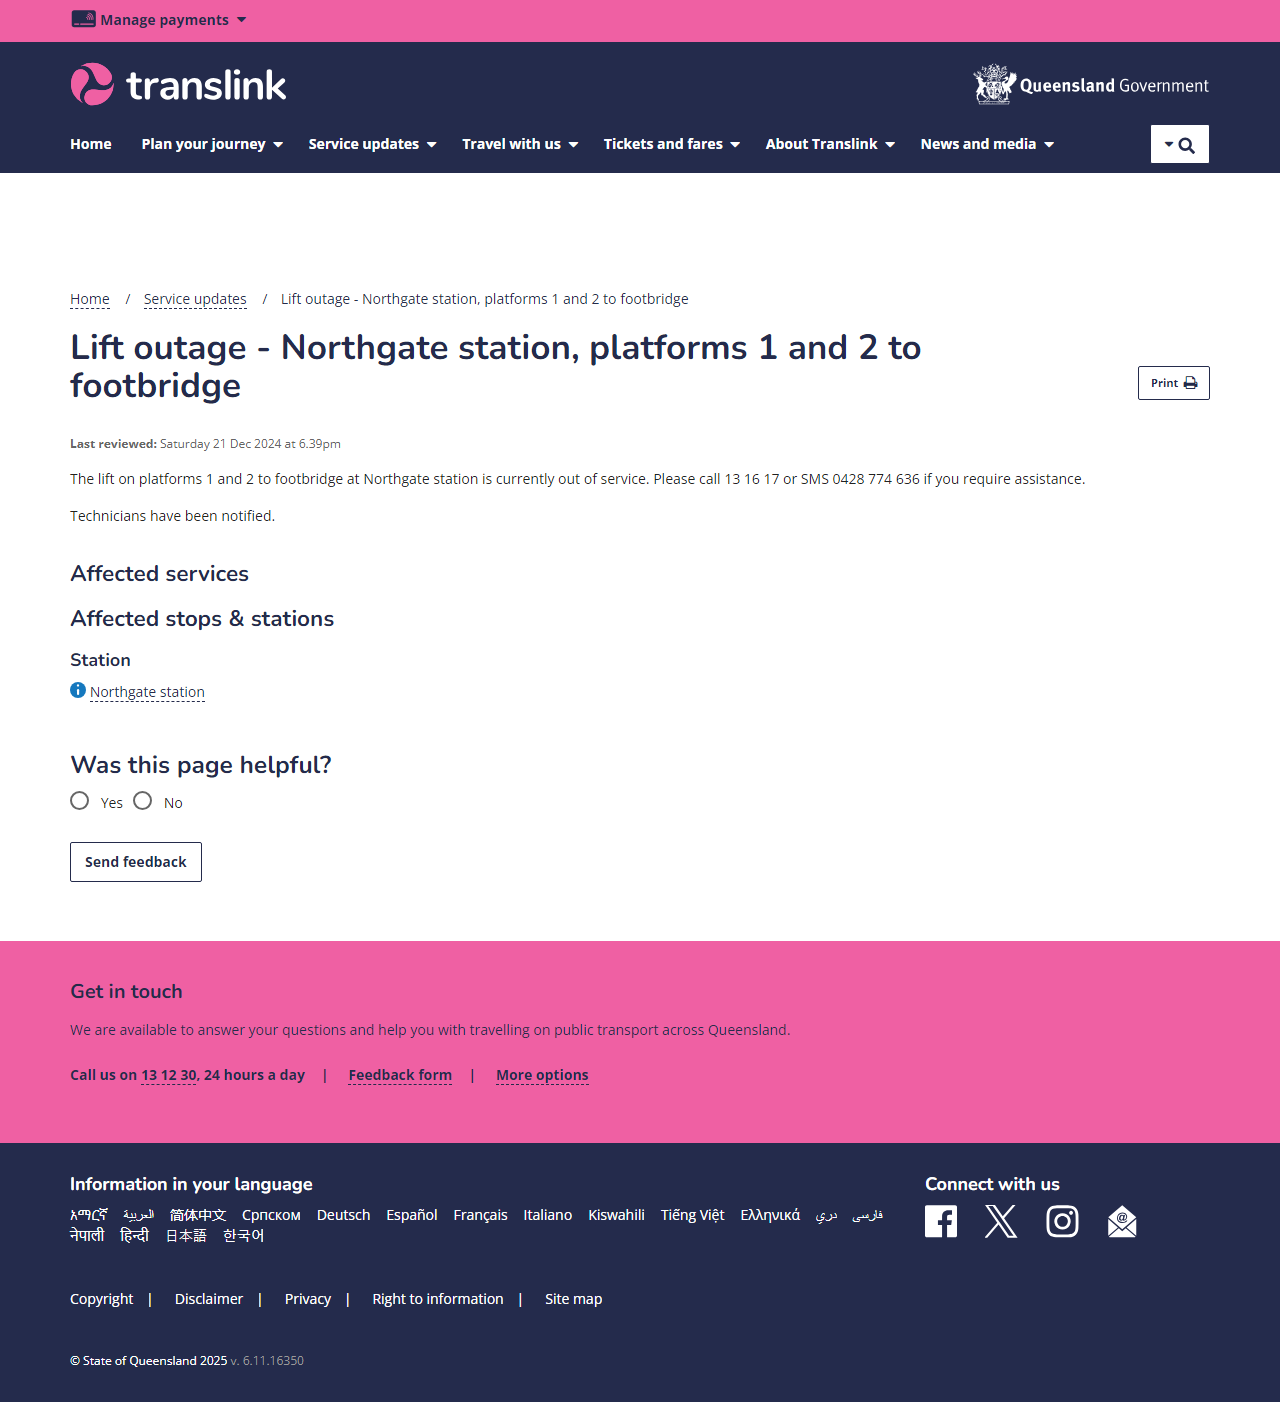 Manage payments
translink
Queensland Government
Home Plan your journey Service updates Travel with us Tickets and fares About Translink News and media
Home / Service updates / Lift outage - Northgate station, platforms 1 and 2 to footbridge
Lift outage - Northgate station, platforms 1 and 2 to
footbridge
Print
Last reviewed: Saturday 21 Dec 2024 at 6.39pm
The lift on platforms 1 and 2 to footbridge at Northgate station is currently out of service. Please call 13 16 17 or SMS 0428 774 636 if you require assistance.
Technicians have been notified.
Affected services
Affected stops & stations
Station
Northgate station
Was this page helpful?
Yes No
Send feedback
Get in touch
We are available to answer your questions and help you with travelling on public transport across Queensland.
Call us on 13 12 30, 24 hours a day | Feedback form | More options
Information in your language
አማርኛ العربية 简体中文 Српском Deutsch Español Français Italiano Kiswahili Tiếng Việt Ελληνικά دري فارسی
नेपाली हिन्दी 日本語 한국어
Connect with us
Copyright | Disclaimer | Privacy | Right to information | Site map
© State of Queensland 2025 v. 6.11.16350